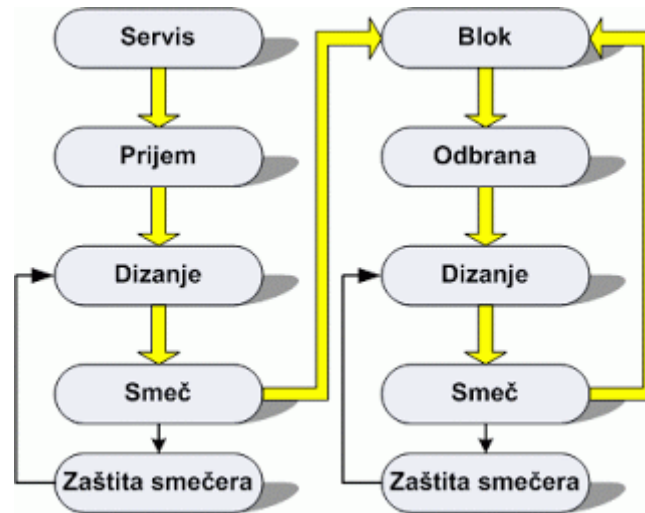 Servis
Prijem
Dizanje
Smeč
Zaštita smečera
Blok
Odbrana
Dizanje
Smeč
Zaštita smečera